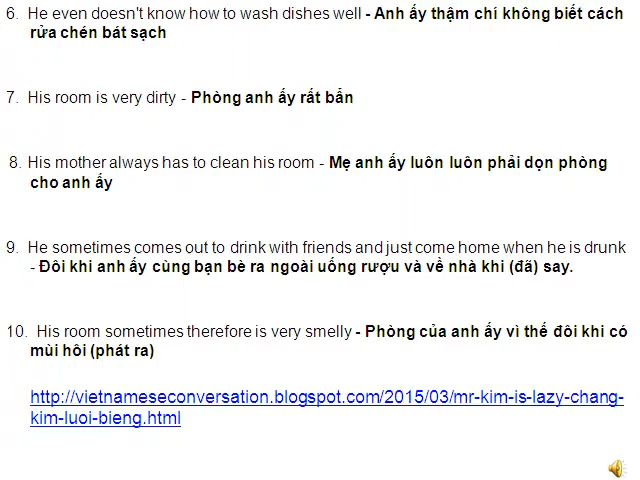 6. He even doesn't know how to wash dishes well - Anh ấy thậm chí không biết cách
rửa chén bát sạch
7. His room is very dirty - Phòng anh ấy rất bẩn
8. His mother always has to clean his room - Mẹ anh ấy luôn luôn phải dọn phòng
cho anh ấy
9. He sometimes comes out to drink with friends and just come home when he is drunk
- Đôi khi anh ấy cùng bạn bè ra ngoài uống rượu và về nhà khi (đã) say.
10. His room sometimes therefore is very smelly - Phòng của anh ấy vì thế đôi khi có
mùi hôi (phát ra)
http://vietnameseconversation.blogspot.com/2015/03/mr-kim-is-lazy-chang-
kim-luoi-bieng.html